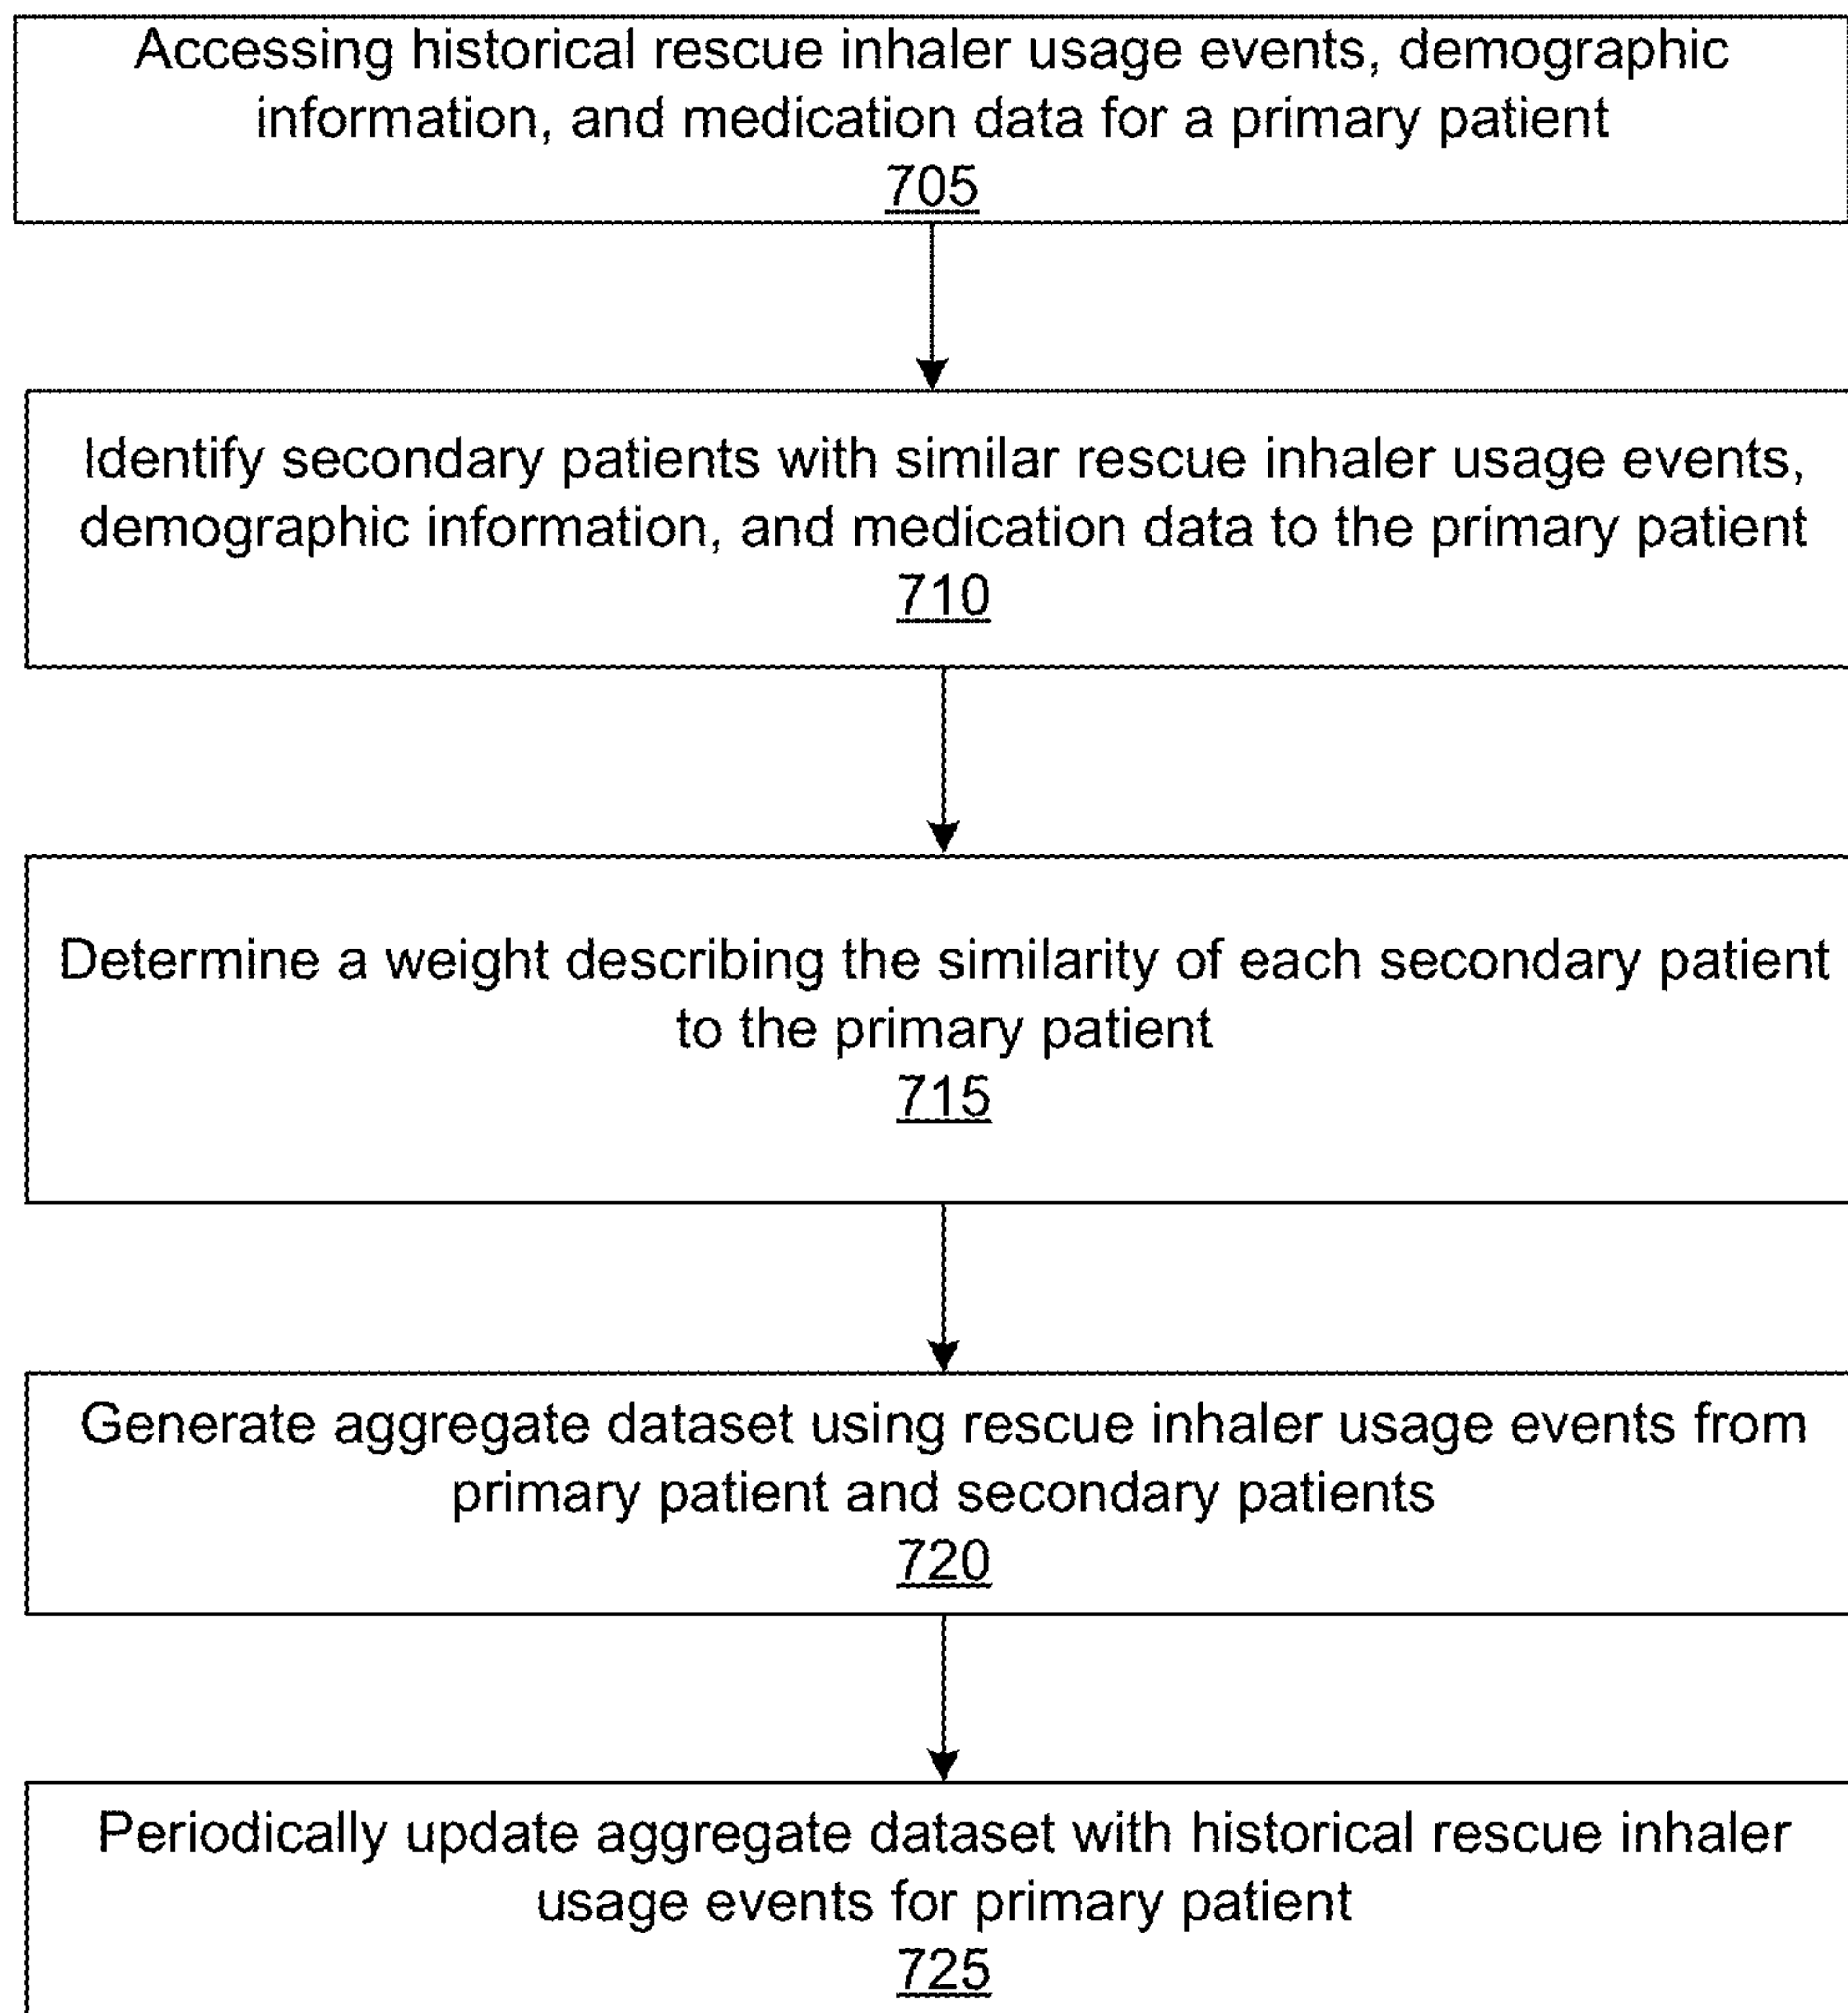 Accessing historical rescue inhaler usage events, demographic
information, and medication data for a primary patient
705
Identify secondary patients with similar rescue inhaler usage events,
demographic information, and medication data to the primary patient
710
Determine a weight describing the similarity of each secondary patient
to the primary patient
715
Generate aggregate dataset using rescue inhaler usage events from
primary patient and secondary patients
720
Periodically update aggregate dataset with historical rescue inhaler
usage events for primary patient
725